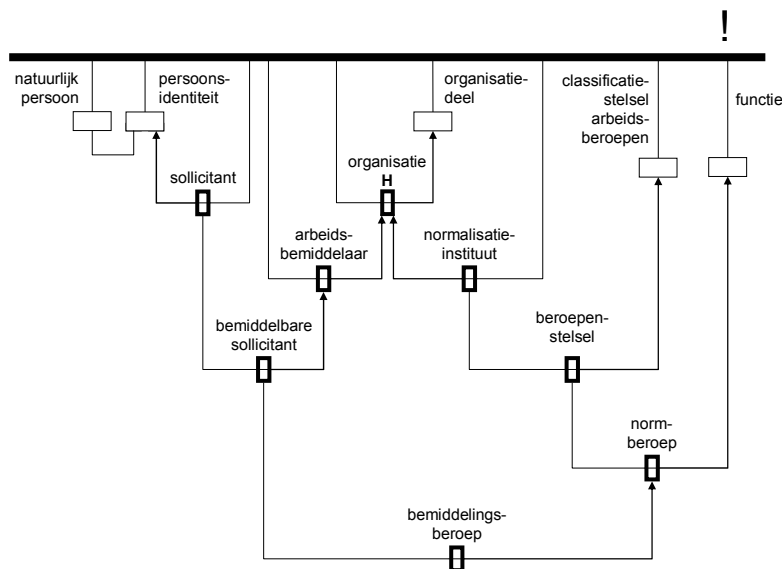 !
natuurlijk
persoon
persoons-
identiteit
organisatie-
deel
classificatie-
stelsel
arbeids-
beroepen
functie
sollicitant
organisatie
H
arbeids-
bemiddelaar
normalisatie-
instituut
bemiddelbare
sollicitant
beroepen-
stelsel
norm-
beroep
bemiddelings-
beroep